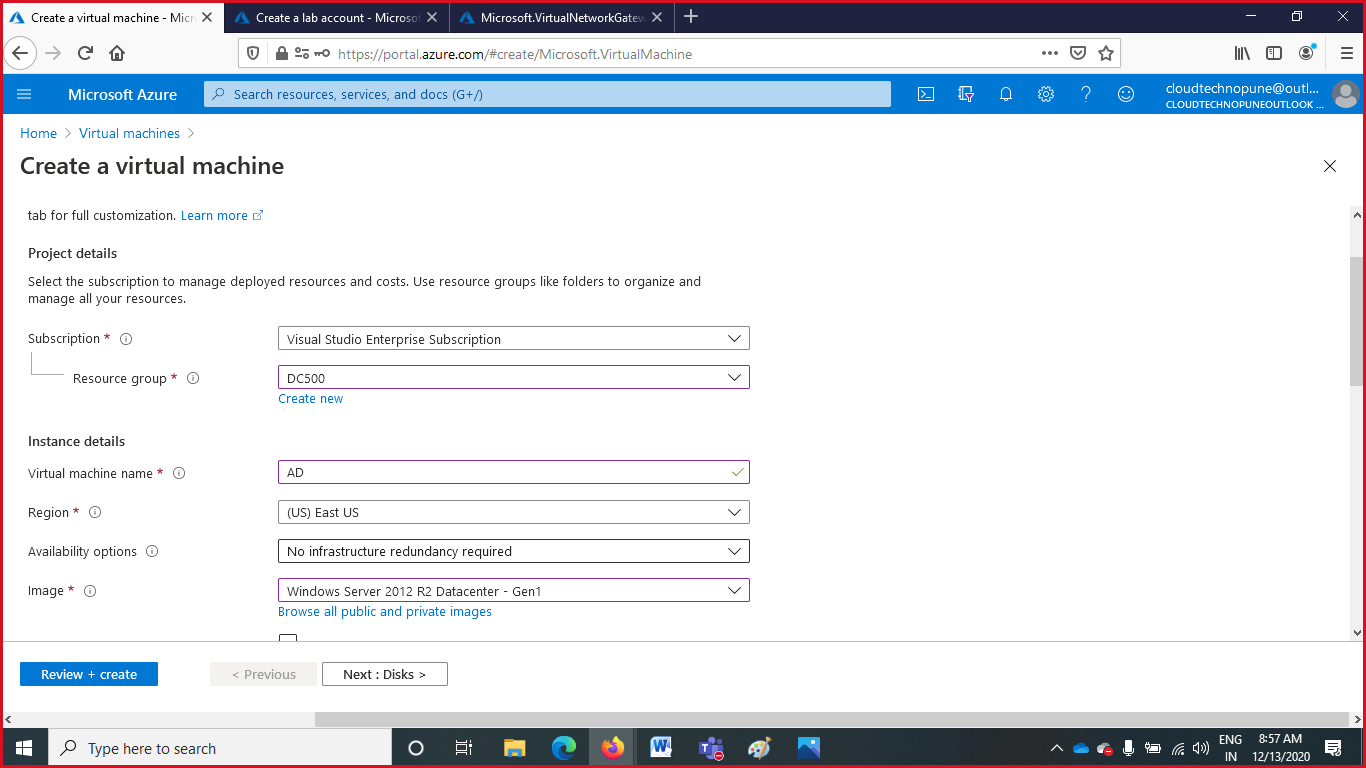 Create a virtual machine - Micr
Create a lab account - Microsof
Microsoft.VirtualNetworkGatew
https://portal.azure.com/#create/Microsoft.VirtualMachine
Microsoft Azure
Search resources, services, and docs (G+/)
cloudtechnopune@outl...
CLOUDTECHNOPUNEOUTLOOK ...
Home > Virtual machines >
Create a virtual machine
tab for full customization. Learn more
Project details
Select the subscription to manage deployed resources and costs. Use resource groups like folders to organize and
manage all your resources.
Subscription * Visual Studio Enterprise Subscription
Resource group * DC500
Create new
Instance details
Virtual machine name * AD
Region * (US) East US
Availability options No infrastructure redundancy required
Image * Windows Server 2012 R2 Datacenter - Gen1
Browse all public and private images
Review + create
< Previous
Next : Disks >
Type here to search
ENG
IN
8:57 AM
12/13/2020